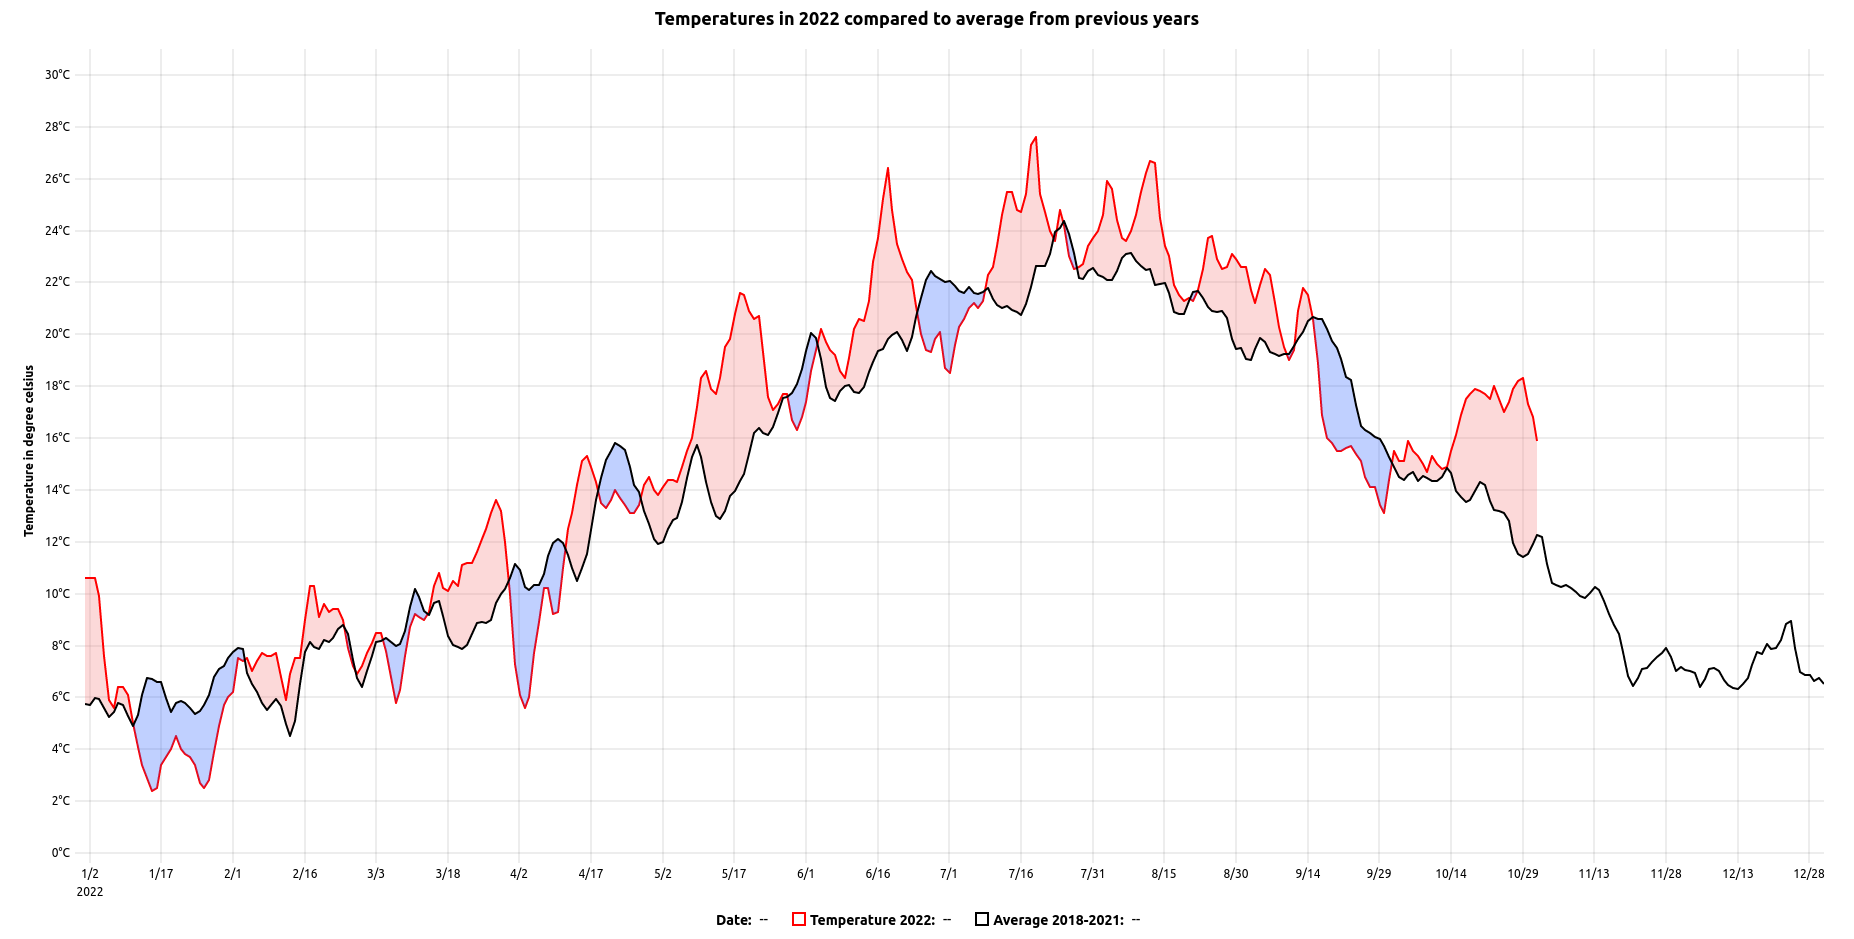 Temperatures in 2022 compared to average from previous years
30°C
28°C
26°C
24°C
22°C
20°C
18°C
16°C
14°C
12°C
10°C
8°C
6°C
4°C
2°C
0°C
Temperature in degree celsius
1/2 1/17 2/1 2/16 3/3 3/18 4/2 4/17 5/2 5/17 6/1 6/16 7/1 7/16 7/31 8/15 8/30 9/14 9/29 10/14 10/29 11/13 11/28 12/13 12/28
2022
Date: -- Temperature 2022: -- Average 2018-2021: --